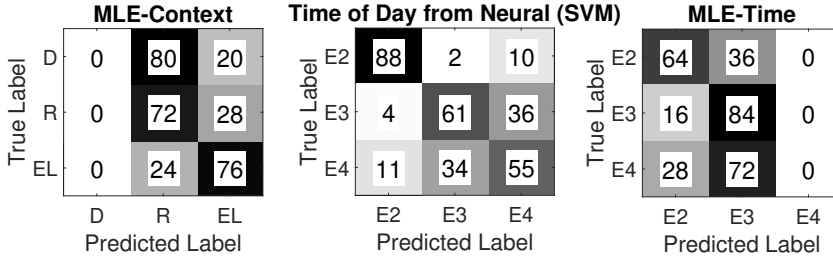 MLE-Context
True Label
D 0 80 20
R 0 72 28
EL 0 24 76
D R EL
Predicted Label
Time of Day from Neural (SVM)
True Label
E2 88 2 10
E3 4 61 36
E4 11 34 55
E2 E3 E4
Predicted Label
MLE-Time
True Label
E2 64 36 0
E3 16 84 0
E4 28 72 0
E2 E3 E4
Predicted Label